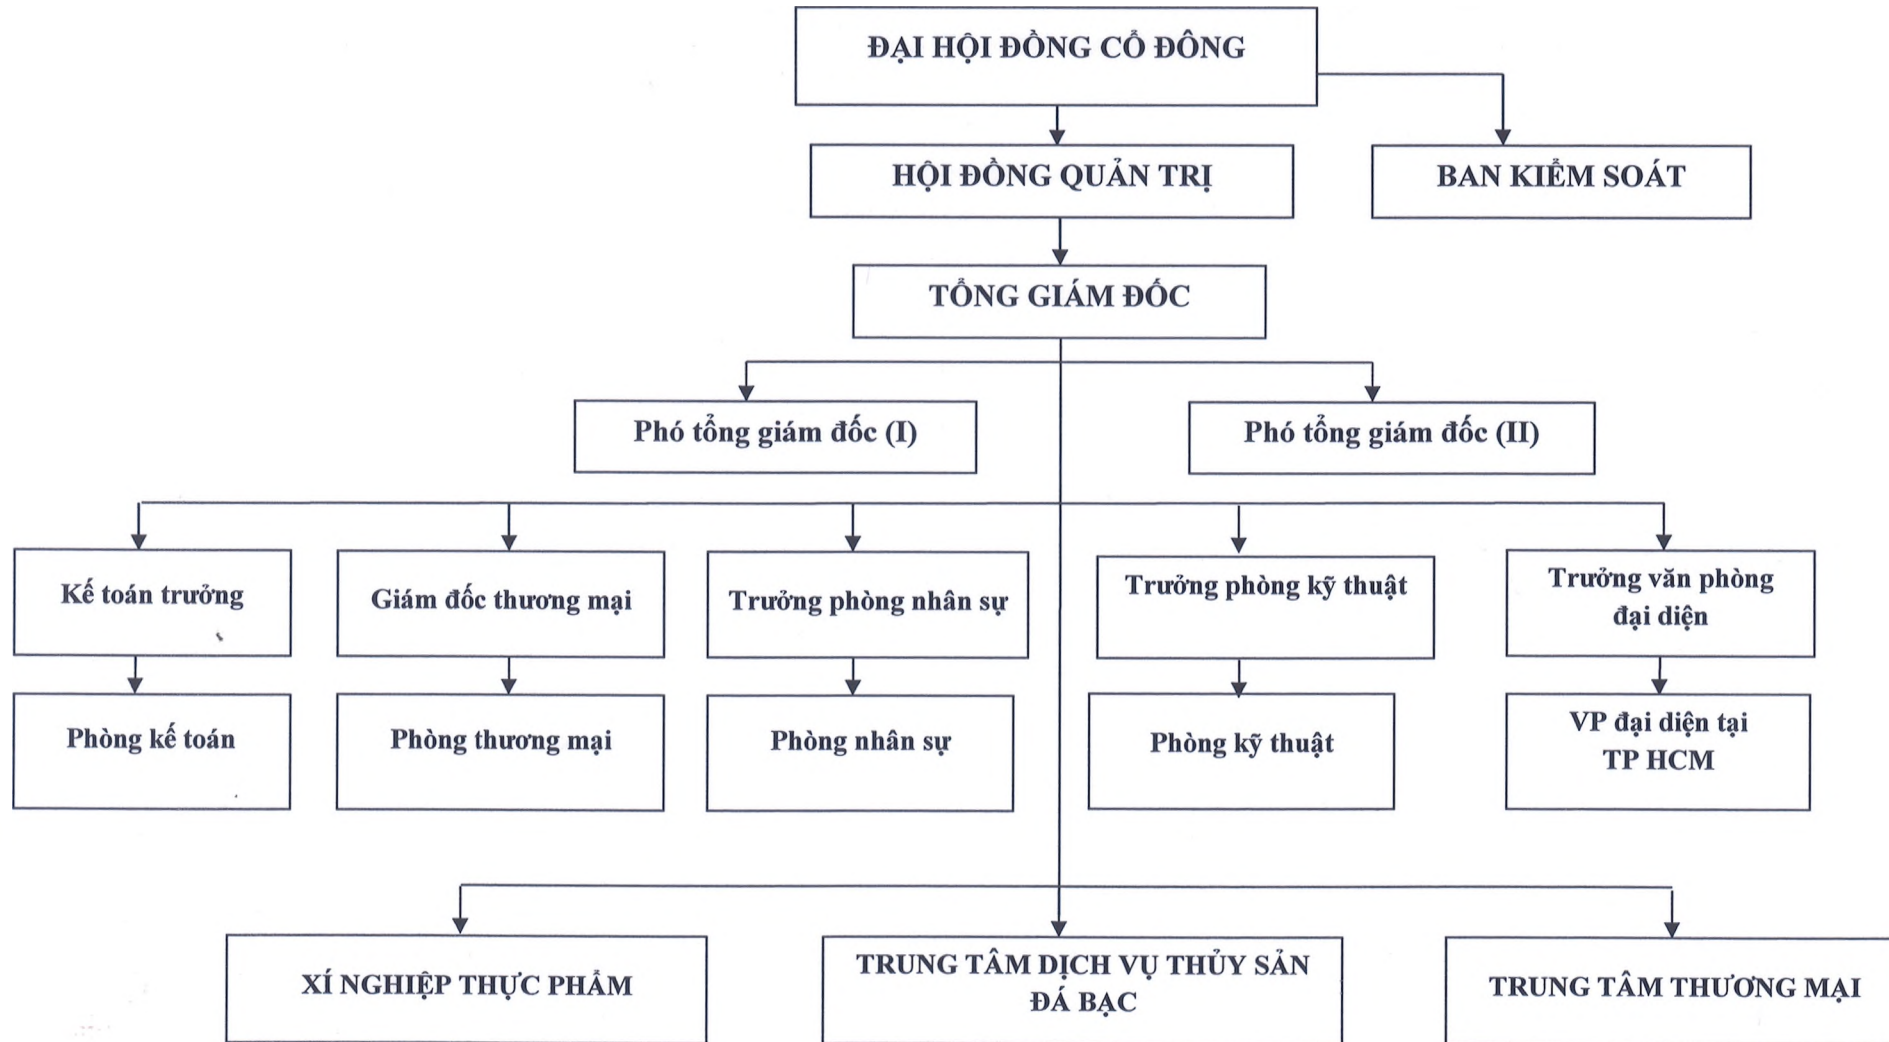 ĐẠI HỘI ĐỒNG CỔ ĐÔNG
HỘI ĐỒNG QUẢN TRỊ
BAN KIỂM SOÁT
TỔNG GIÁM ĐỐC
Phó tổng giám đốc (I)
Phó tổng giám đốc (II)
Kế toán trưởng
Giám đốc thương mại
Trưởng phòng nhân sự
Trưởng phòng kỹ thuật
Trưởng văn phòng
đại diện
Phòng kế toán
Phòng thương mại
Phòng nhân sự
Phòng kỹ thuật
VP đại diện tại
TP HCM
XÍ NGHIỆP THỰC PHẨM
TRUNG TÂM DỊCH VỤ THỦY SẢN
ĐÁ BẠC
TRUNG TÂM THƯƠNG MẠI